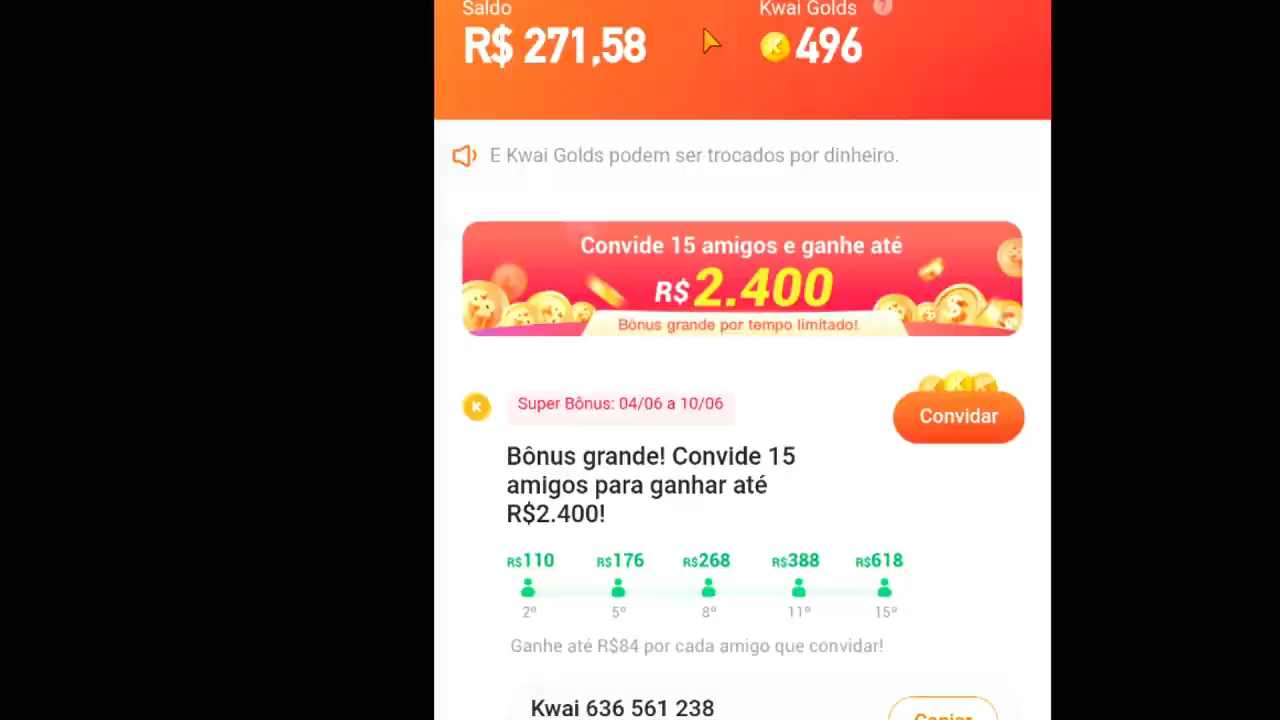 Saldo
Kwai Golds ?
R$ 271,58
K 496
E Kwai Golds podem ser trocados por dinheiro.
Convide 15 amigos e ganhe até
R$2.400
Bônus grande por tempo limitado!
K
Super Bônus: 04/06 a 10/06
Convidar
Bônus grande! Convide 15
amigos para ganhar até
R$2.400!
R$110 R$176 R$268 R$388 R$618
2º 5º 8º 11º 15º
Ganhe até R$84 por cada amigo que convidar!
Kwai 636 561 238
Copiar